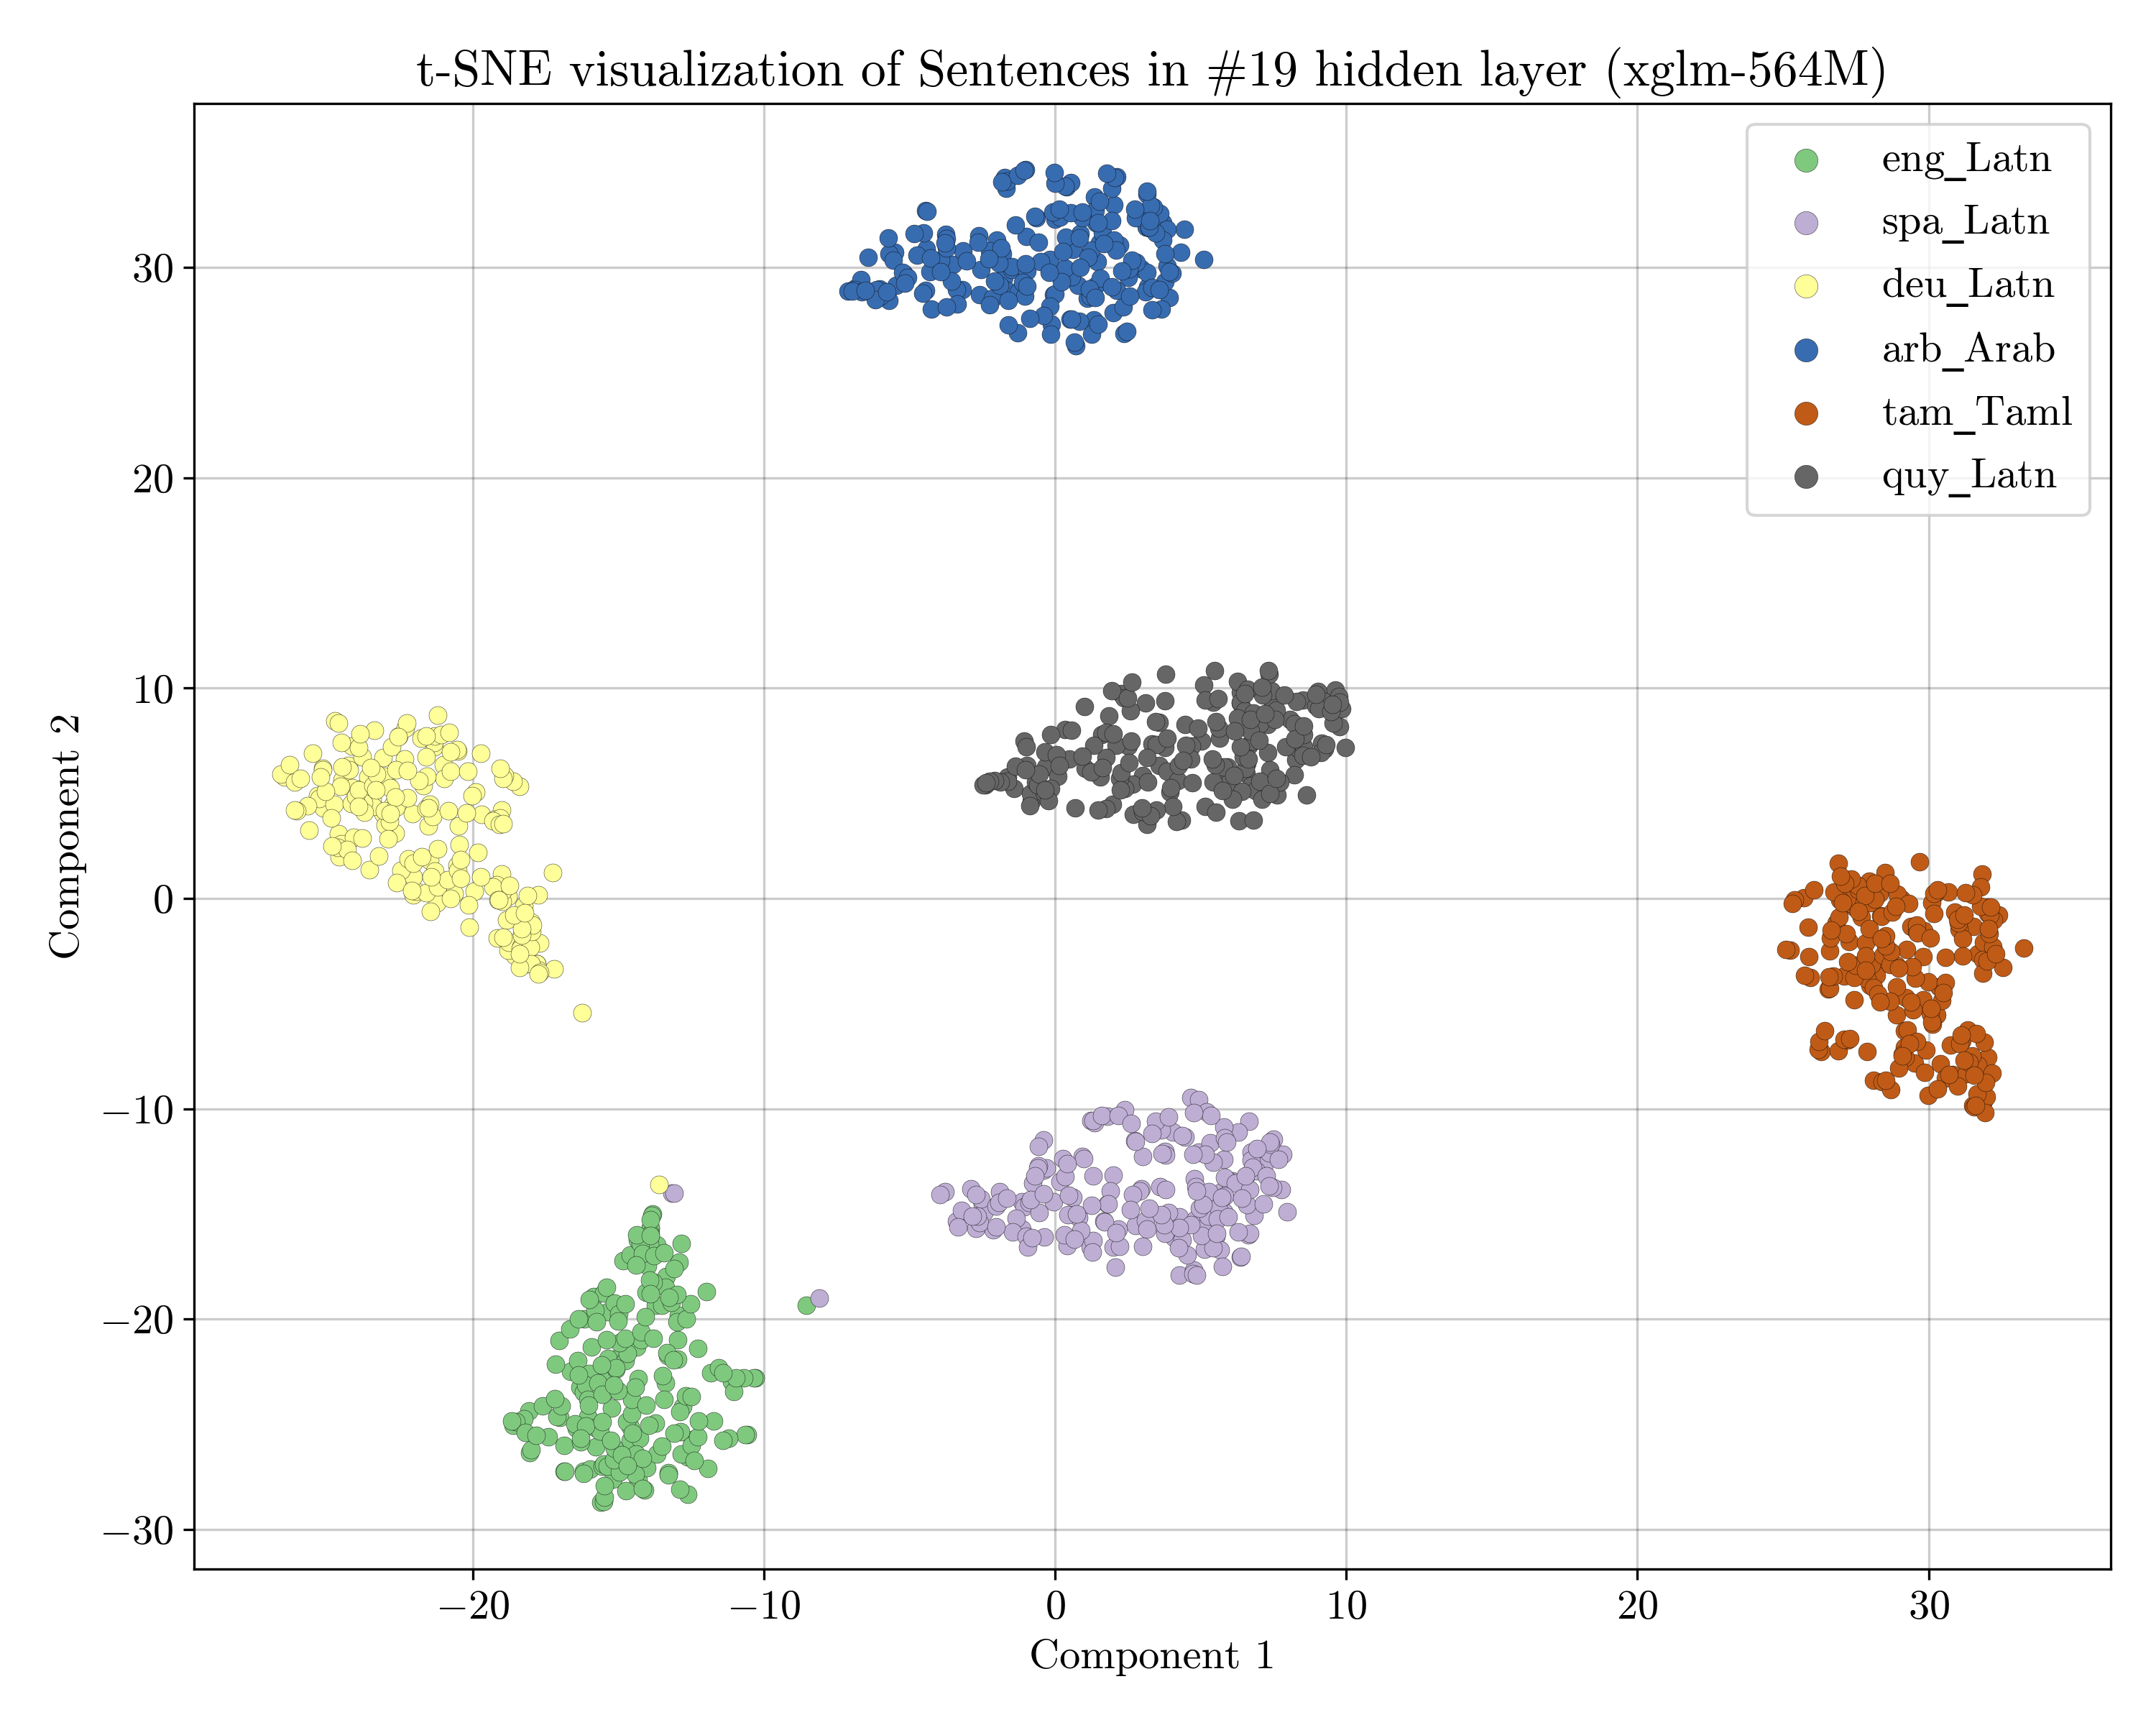 t-SNE visualization of Sentences in #19 hidden layer (xglm-564M)
eng_Latn
spa_Latn
deu_Latn
arb_Arab
tam_Taml
quy_Latn
30
20
10
0
−10
−20
−30
Component 2
−20 −10 0 10 20 30
Component 1